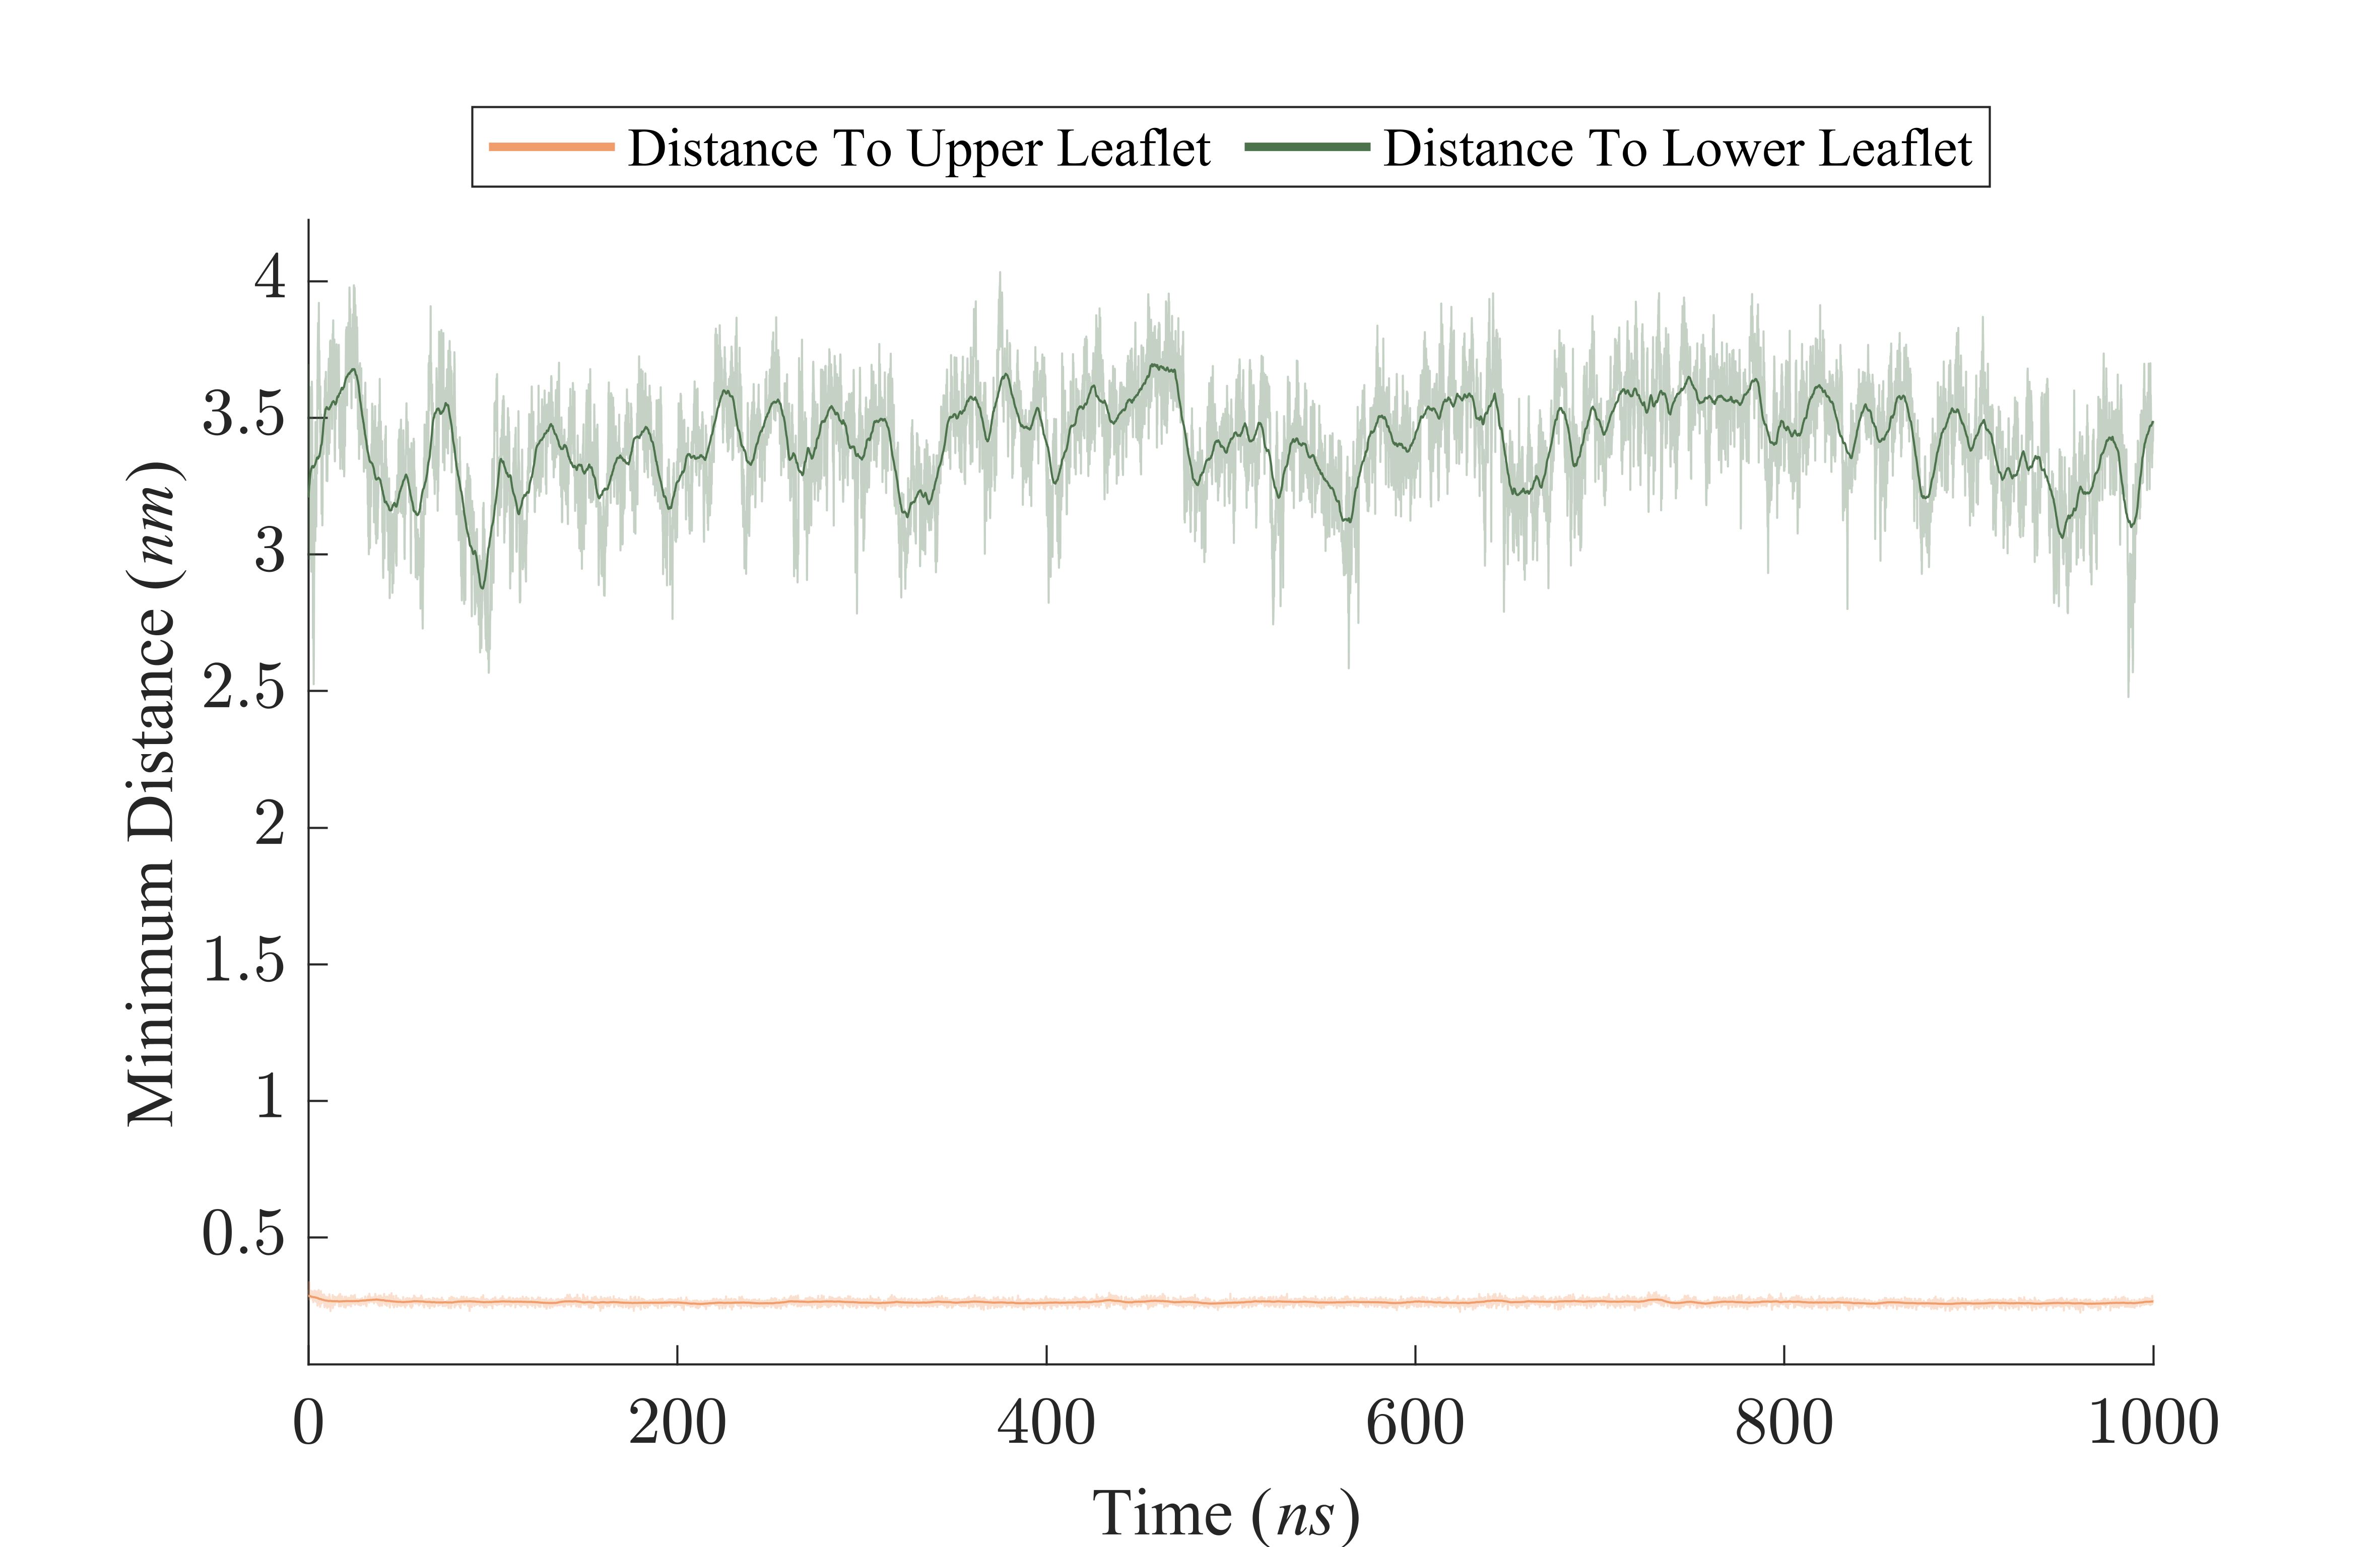 Distance To Upper Leaflet Distance To Lower Leaflet
4
3.5
3
2.5
2
1.5
1
0.5
Minimum Distance (nm)
0 200 400 600 800 1000
Time (ns)